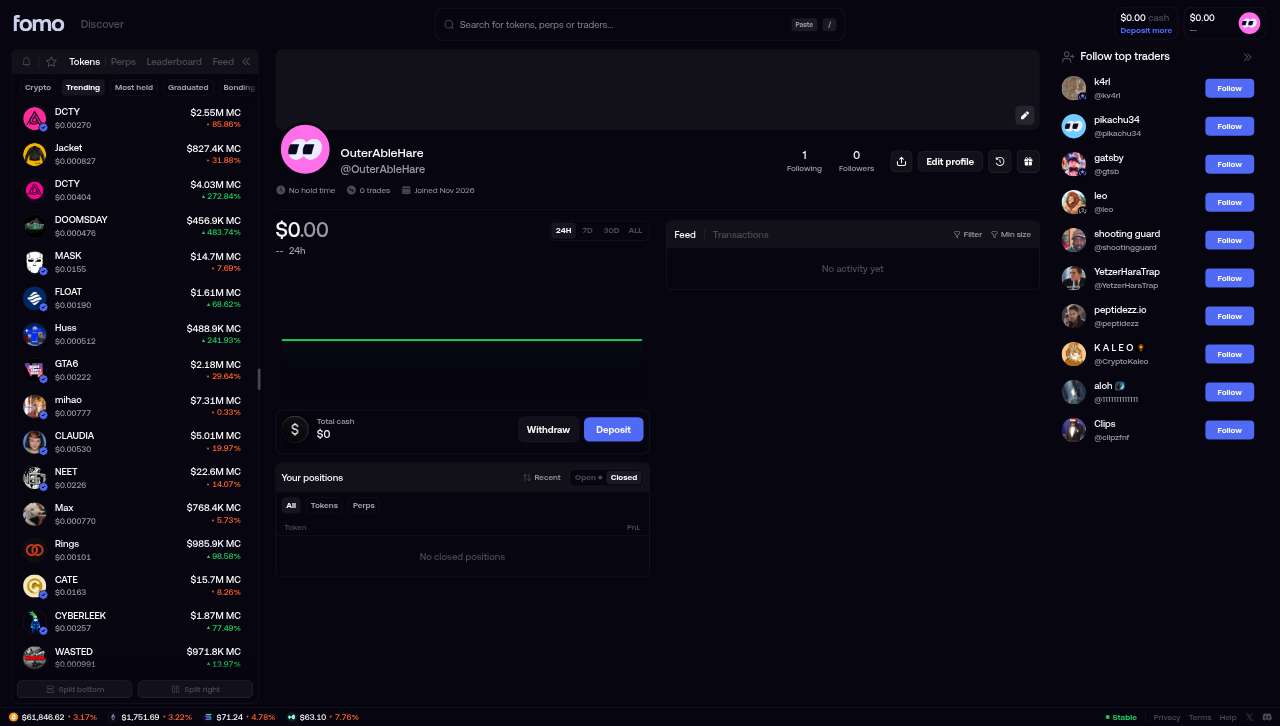 fomo
Discover
Search for tokens, perps or traders...
Paste
/
$0.00 cash
Deposit more
$0.00
--
Tokens Perps Leaderboard Feed
Crypto Trending Most held Graduated Bonding
DCTY $2.55M MC
$0.00270 85.86%
Jacket $827.4K MC
$0.000827 31.88%
DCTY $4.03M MC
$0.00404 272.84%
DOOMSDAY $456.9K MC
$0.000476 483.74%
MASK $14.7M MC
$0.0155 7.69%
FLOAT $1.61M MC
$0.00190 68.62%
Huss $488.9K MC
$0.000512 241.93%
GTA6 $2.18M MC
$0.00222 29.64%
mihao $7.31M MC
$0.00777 0.33%
CLAUDIA $5.01M MC
$0.00530 19.97%
NEET $22.6M MC
$0.0226 14.07%
Max $768.4K MC
$0.000770 5.73%
Rings $985.9K MC
$0.00101 98.58%
CATE $15.7M MC
$0.0163 8.26%
CYBERLEEK $1.87M MC
$0.00257 77.49%
WASTED $971.8K MC
$0.000991 13.97%
Split bottom Split right
OuterAbleHare
@OuterAbleHare
1
Following
0
Followers
Edit profile
No hold time 0 trades Joined Nov 2026
$0.00
-- 24h
24H 7D 30D ALL
Total cash
$0
Withdraw Deposit
Your positions Recent Open Closed
All Tokens Perps
Token PnL
No closed positions
Feed Transactions Filter Min size
No activity yet
Follow top traders
k4rl
@kv4rl
Follow
pikachu34
@pikachu34
Follow
gatsby
@gtsb
Follow
leo
@leo
Follow
shooting guard
@shootingguard
Follow
YetzerHaraTrap
@YetzerHaraTrap
Follow
peptidezz.io
@peptidezz
Follow
K A L E O
@CryptoKaleo
Follow
aloh
Follow
Clips
@clipzfnf
Follow
$61,846.62 3.17% $1,751.69 3.22% $71.24 4.78% $63.10 7.76%
Stable Privacy Terms Help